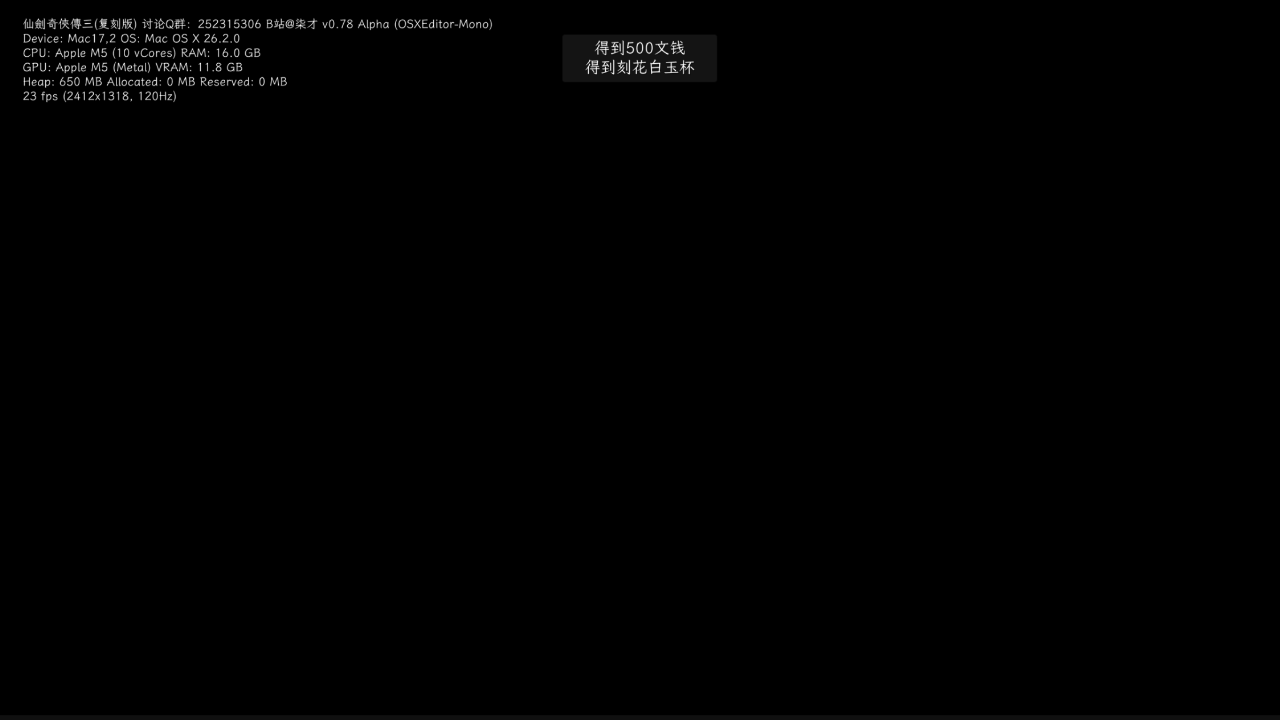 仙劍奇俠傳三(复刻版) 讨论Q群：252315306 B站@柒才 v0.78 Alpha (OSXEditor-Mono)
Device: Mac17,2 OS: Mac OS X 26.2.0
CPU: Apple M5 (10 vCores) RAM: 16.0 GB
GPU: Apple M5 (Metal) VRAM: 11.8 GB
Heap: 650 MB Allocated: 0 MB Reserved: 0 MB
23 fps (2412x1318, 120Hz)
得到500文钱
得到刻花白玉杯